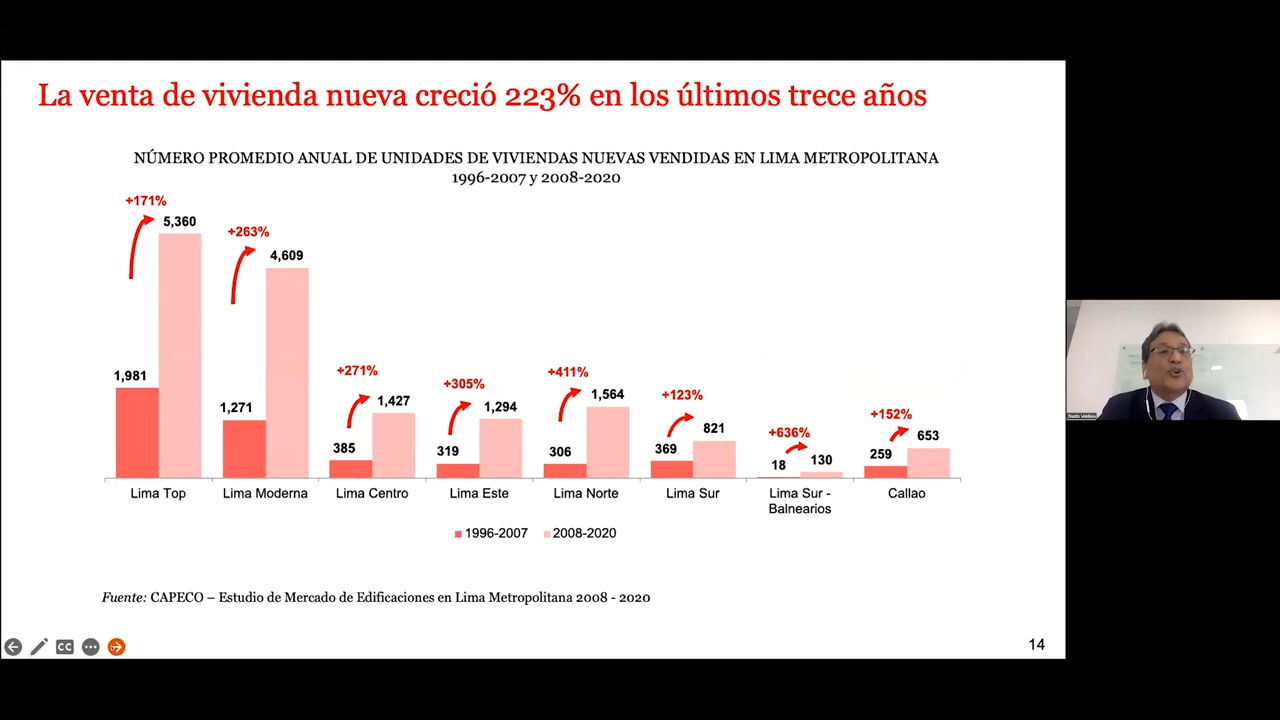 La venta de vivienda nueva creció 223% en los últimos trece años
NÚMERO PROMEDIO ANUAL DE UNIDADES DE VIVIENDAS NUEVAS VENDIDAS EN LIMA METROPOLITANA
1996-2007 y 2008-2020
+171%
5,360
1,981
+263%
4,609
1,271
+271%
1,427
385
+305%
1,294
319
+411%
1,564
306
+123%
821
369
+636%
130
18
+152%
653
259
Lima Top
Lima Moderna
Lima Centro
Lima Este
Lima Norte
Lima Sur
Lima Sur -
Balnearios
Callao
1996-2007
2008-2020
Fuente: CAPECO – Estudio de Mercado de Edificaciones en Lima Metropolitana 2008 - 2020
CC
14